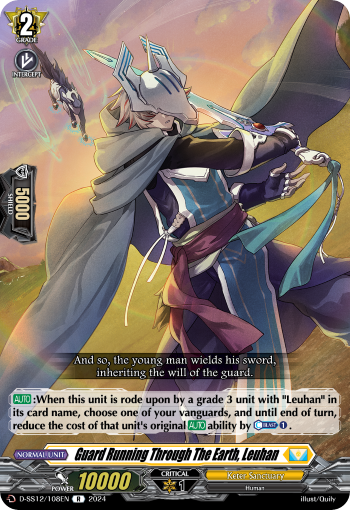 2
GRADE
INTERCEPT
5000
SHIELD
And so, the young man wields his sword,
inheriting the will of the guard.
AUTO:When this unit is rode upon by a grade 3 unit with "Leuhan" in
its card name, choose one of your vanguards, and until end of turn,
reduce the cost of that unit's original AUTO ability by C BLAST 1.
NORMAL UNIT Guard Running Through The Earth, Leuhan
POWER 10000 CRITICAL 1 Keter Sanctuary
Human
D-SS12/108EN R 2024 illust/Quily